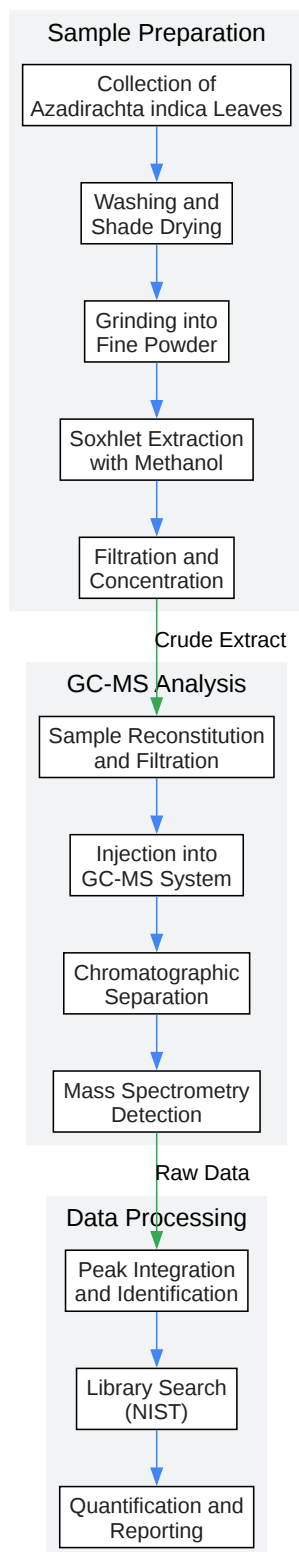 Sample Preparation
Collection of
Azadirachta indica Leaves
Washing and
Shade Drying
Grinding into
Fine Powder
Soxhlet Extraction
with Methanol
Filtration and
Concentration
Crude Extract
GC-MS Analysis
Sample Reconstitution
and Filtration
Injection into
GC-MS System
Chromatographic
Separation
Mass Spectrometry
Detection
Raw Data
Data Processing
Peak Integration
and Identification
Library Search
(NIST)
Quantification and
Reporting